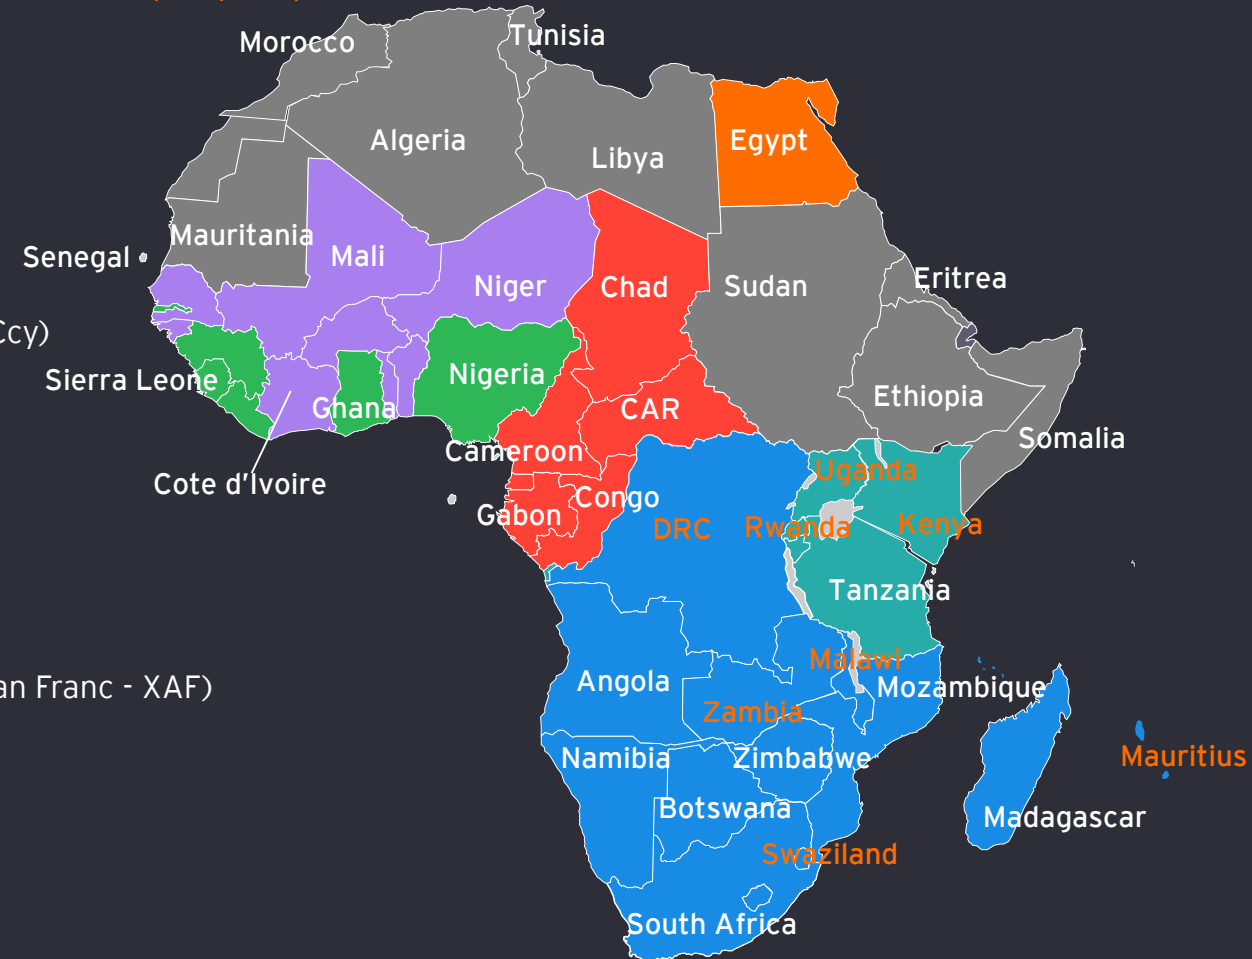 Morocco
Tunisia
Algeria
Libya
Egypt
Mauritania
Senegal
Mali
Niger
Chad
Sudan
Eritrea
Ccy)
Sierra Leone
Nigeria
Ghana
CAR
Ethiopia
Somalia
Cameroon
Cote d'Ivoire
Uganda
Gabon
Congo
DRC
Rwanda
Kenya
Tanzania
Malawi
Angola
Mozambique
an Franc - XAF)
Zambia
Namibia
Zimbabwe
Mauritius
Botswana
Madagascar
Swaziland
South Africa